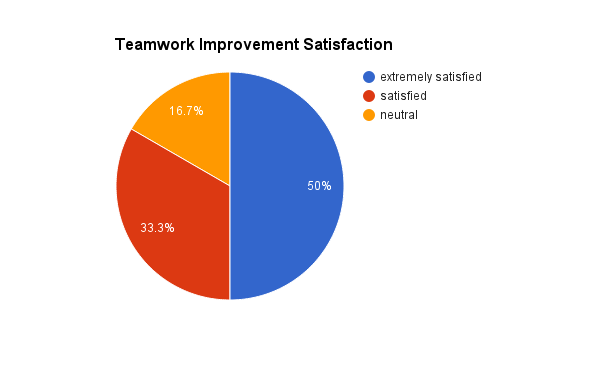 Teamwork Improvement Satisfaction
extremely satisfied
satisfied
neutral
16.7%
50%
33.3%